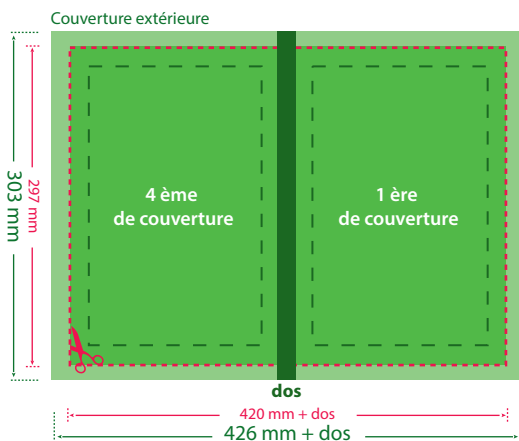 Couverture extérieure
303 mm
297 mm
4 ème
de couverture
1 ère
de couverture
dos
420 mm + dos
426 mm + dos